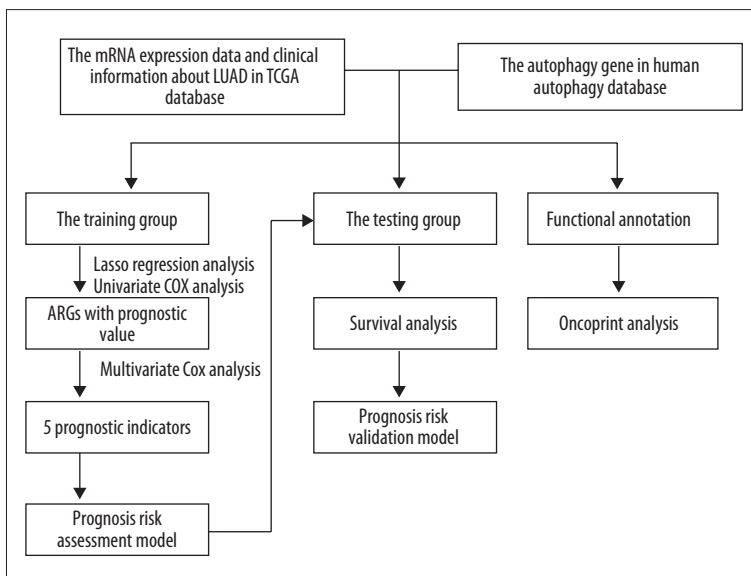 The mRNA expression data and clinical
information about LUAD in TCGA
database
The autophagy gene in human
autophagy database
The training group
The testing group
Functional annotation
Lasso regression analysis
Univariate COX analysis
ARGs with prognostic
value
Survival analysis
Oncoprint analysis
Multivariate Cox analysis
5 prognostic indicators
Prognosis risk
validation model
Prognosis risk
assessment model